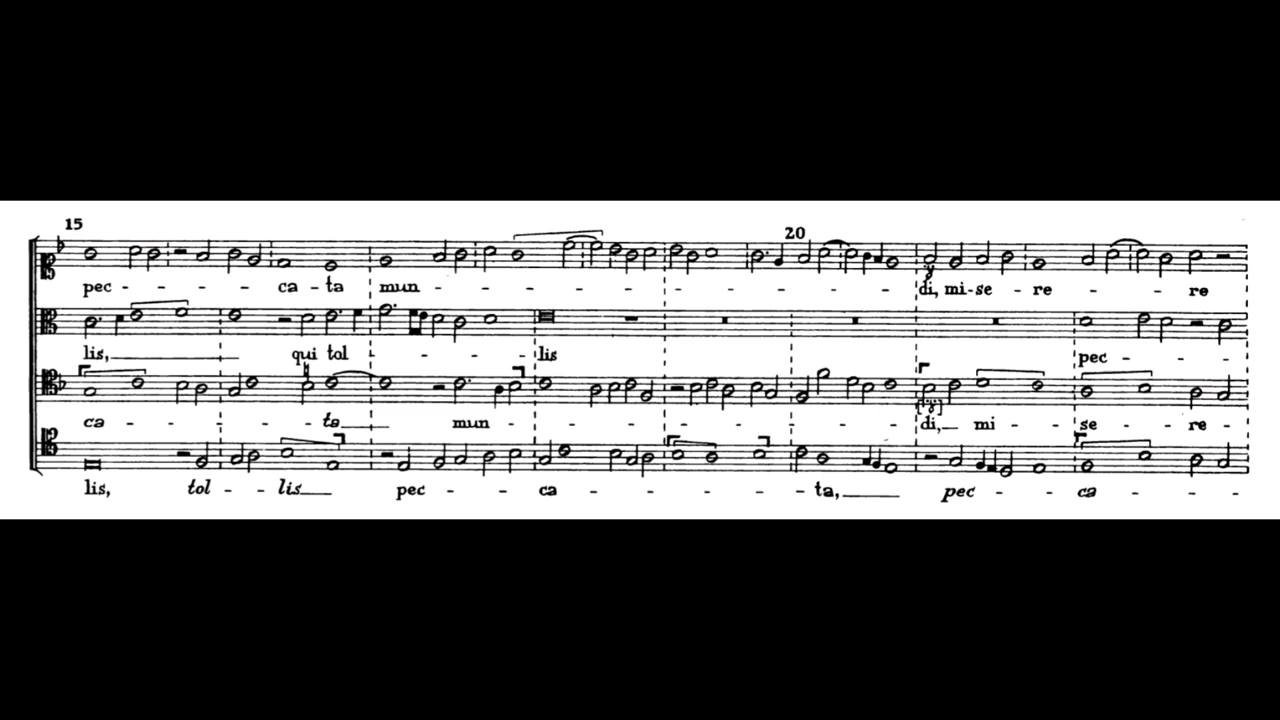 15
20
pec - - - - ca - ta mun - - - - - - - - - - - - di, mi - se - re - - - re
lis, qui tol - - - - lis pec - -
ca - - - - ta mun - - - - - - - - - - di, mi - se - re -
lis, tol - - lis pec - - ca - - - - ta, pec - - ca - - -